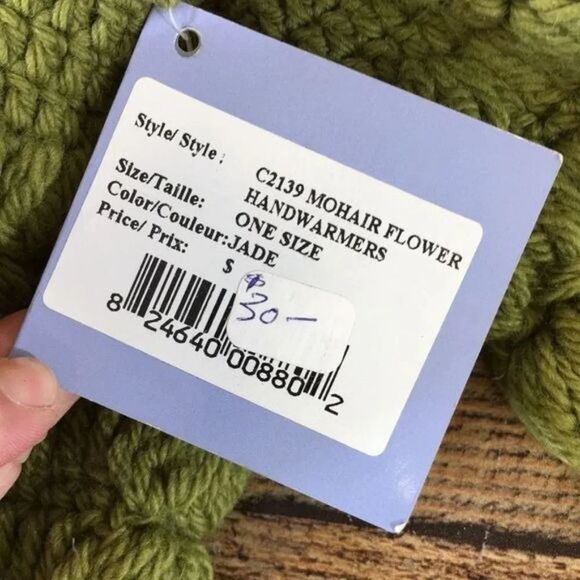 Style/ Style : C2139 MOHAIR FLOWER
HANDWARMERS
Size/Taille: ONE SIZE
Color/Couleur: JADE
Price/ Prix: $
$30-
8 24640 00880 2